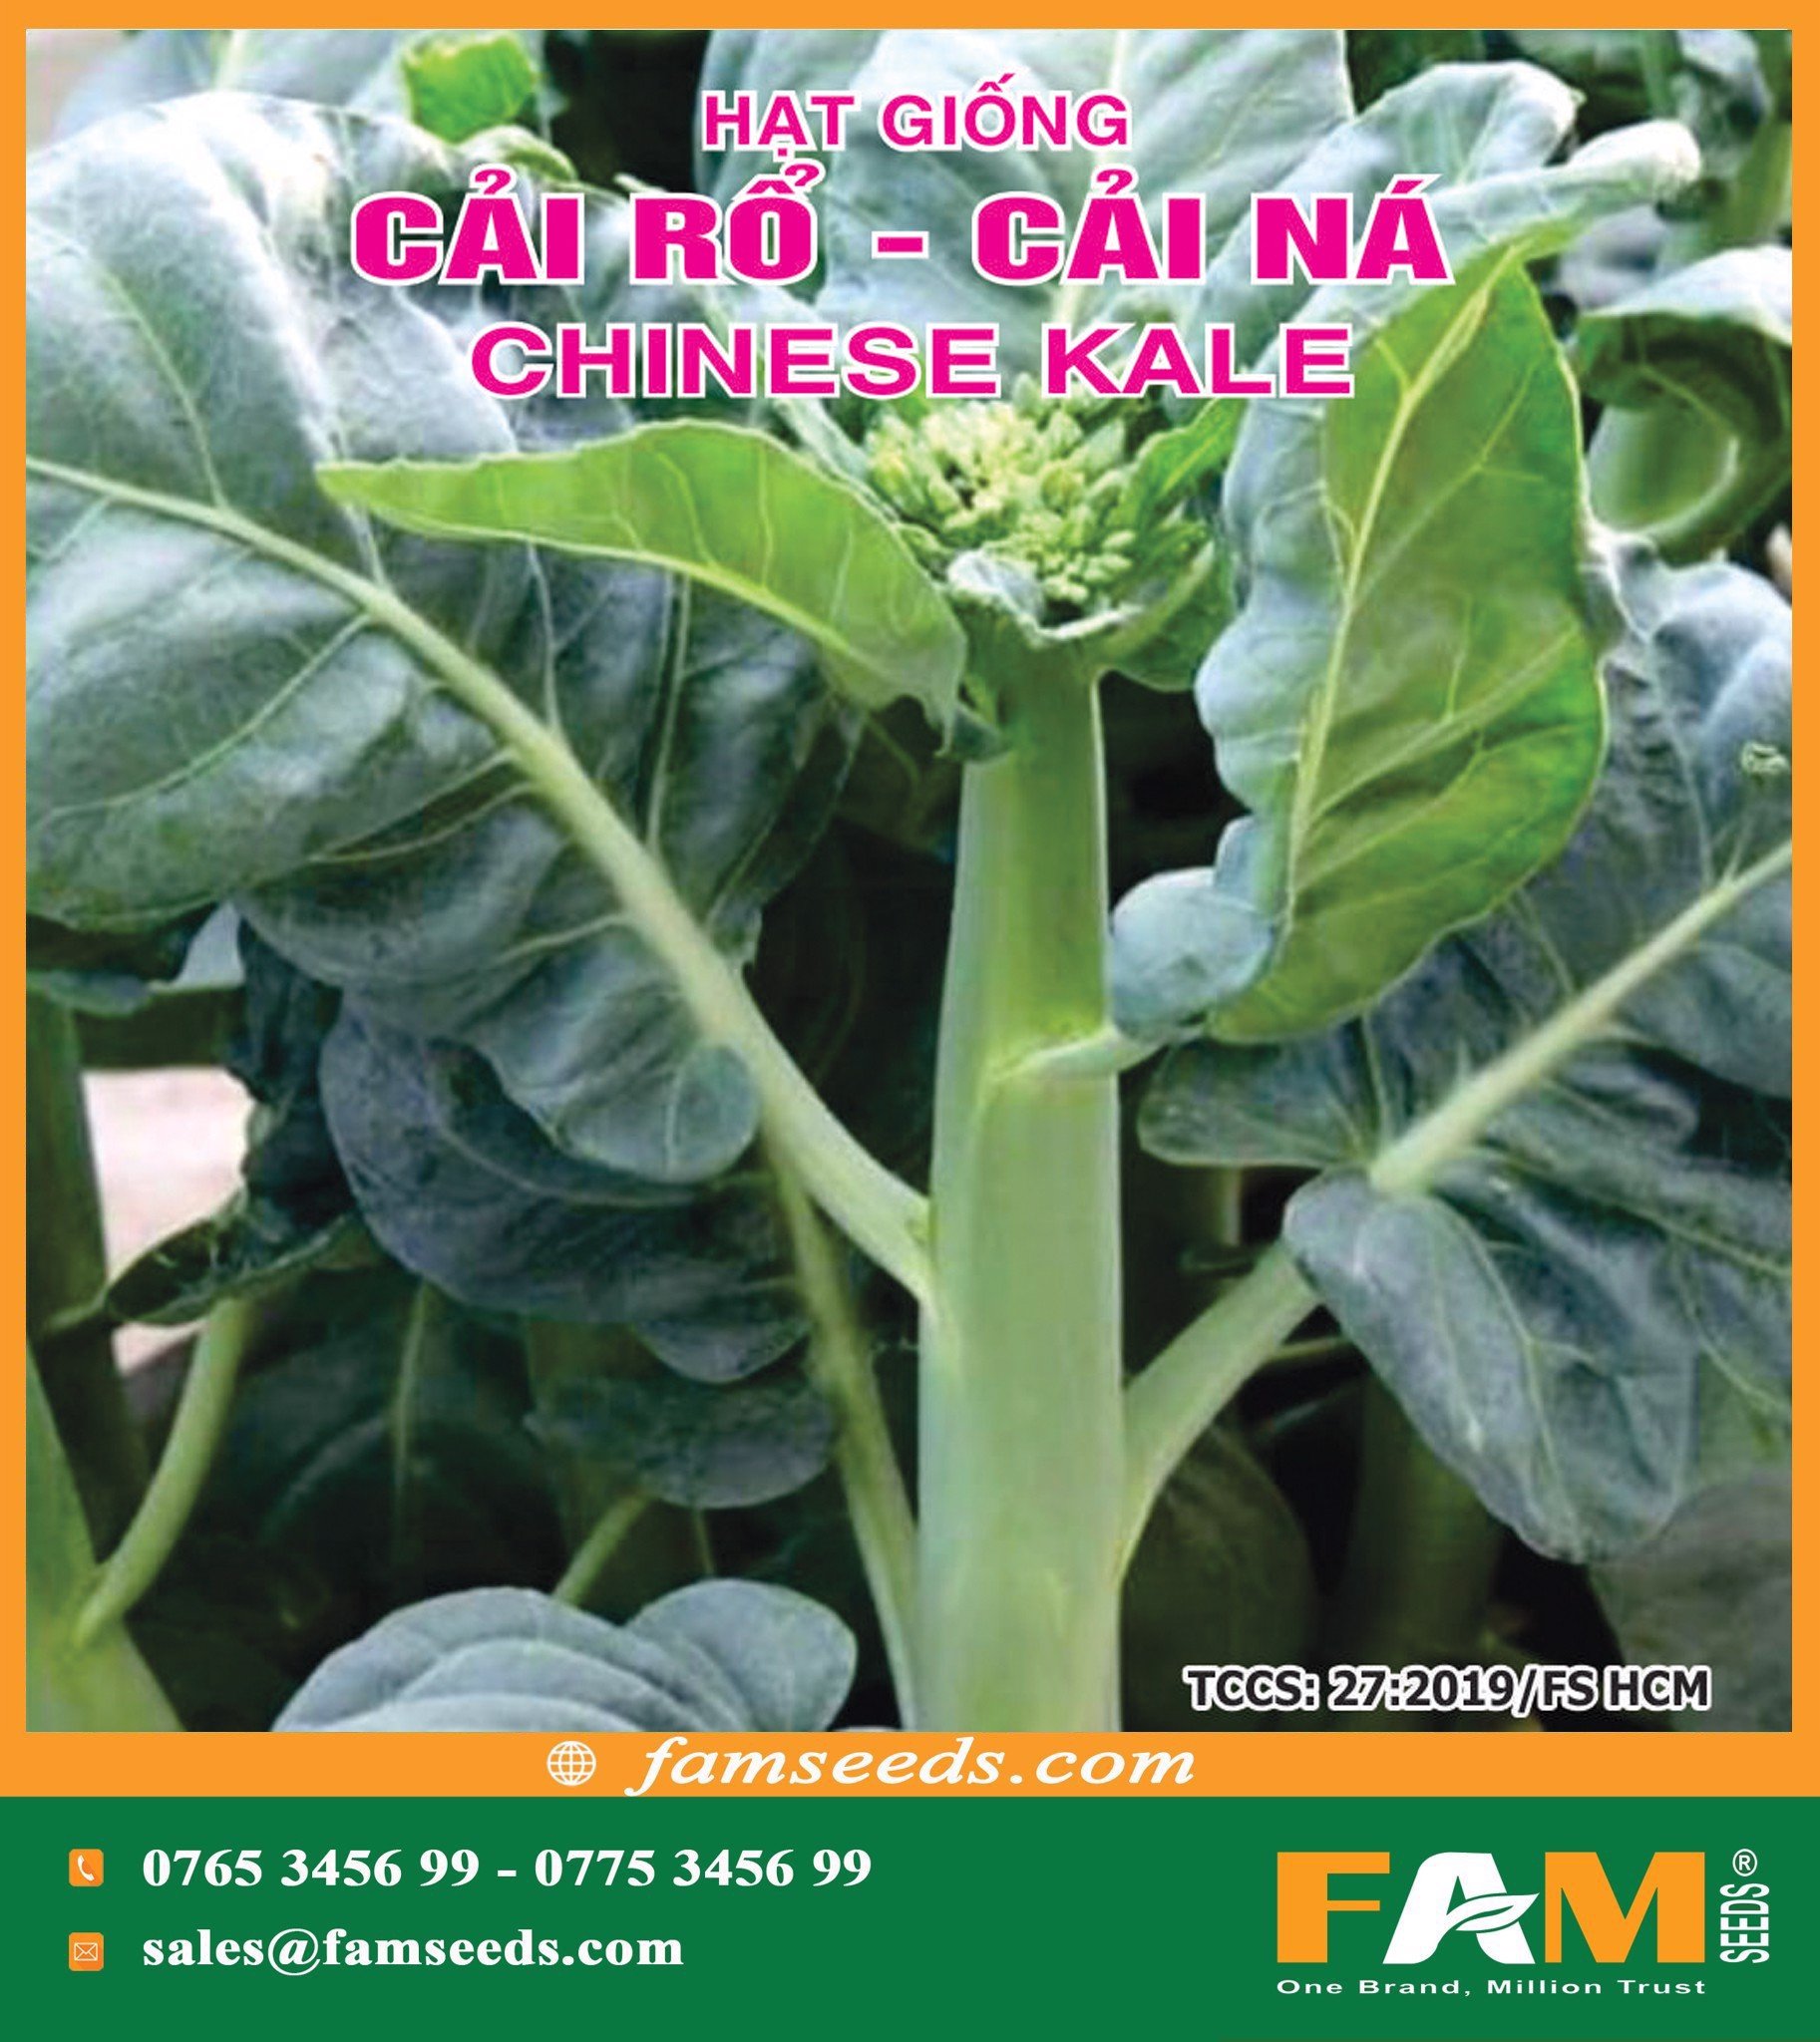 HẠT GIỐNG
CẢI RỔ - CẢI NÁ
CHINESE KALE
TCCS: 27:2019/FS HCM
famseeds.com
0765 3456 99 - 0775 3456 99
sales@famseeds.com
FAM SEEDS®
One Brand, Million Trust